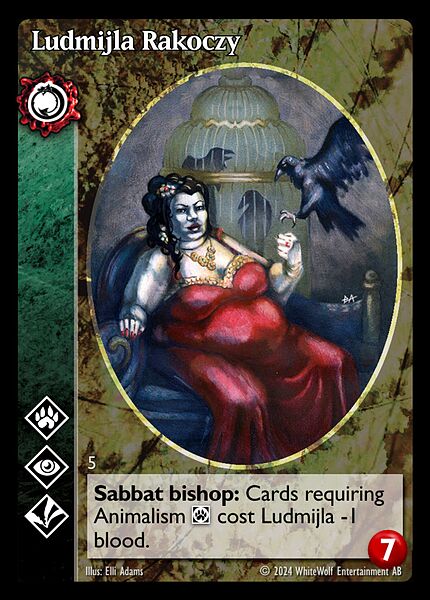 Ludmijla Rakoczy
5
Sabbat bishop: Cards requiring
Animalism cost Ludmijla -1
blood.
7
Illus: Elli Adams
© 2024 WhiteWolf Entertainment AB